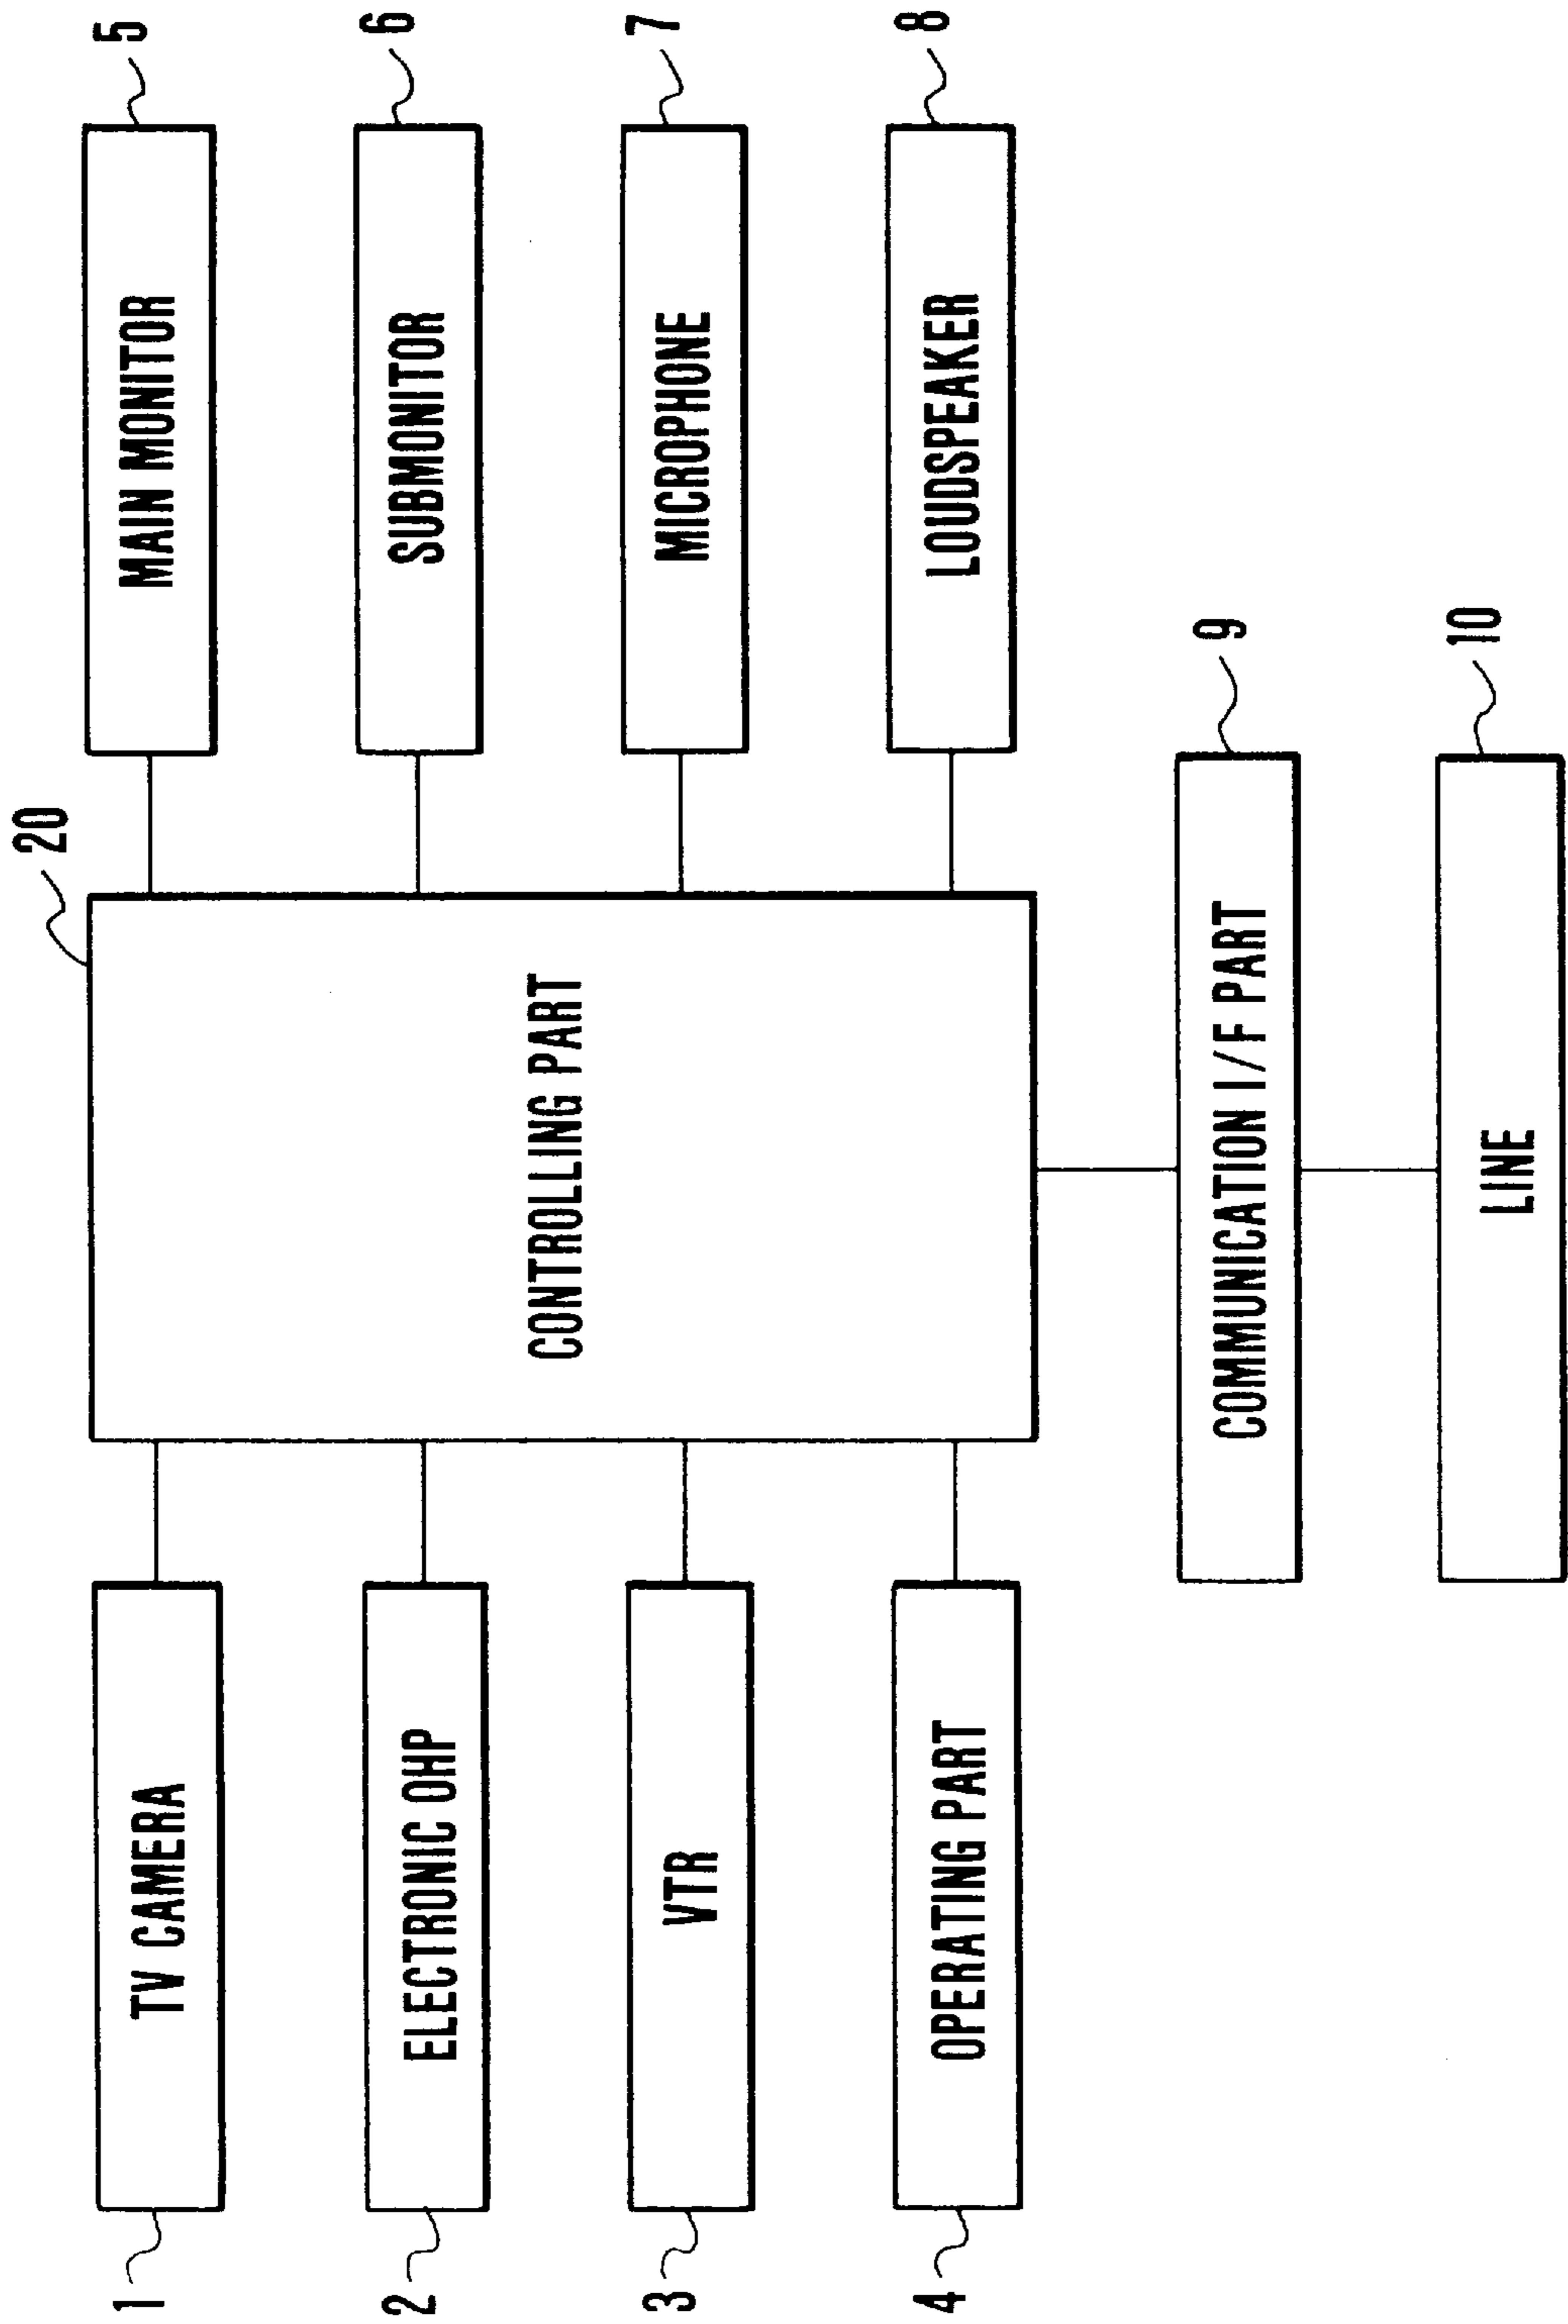 20
1
TV CAMERA
2
ELECTRONIC OHP
3
VTR
4
OPERATING PART
CONTROLLING PART
MAIN MONITOR
5
SUBMONITOR
6
MICROPHONE
7
LOUDSPEAKER
8
COMMUNICATION I/F PART
9
LINE
10